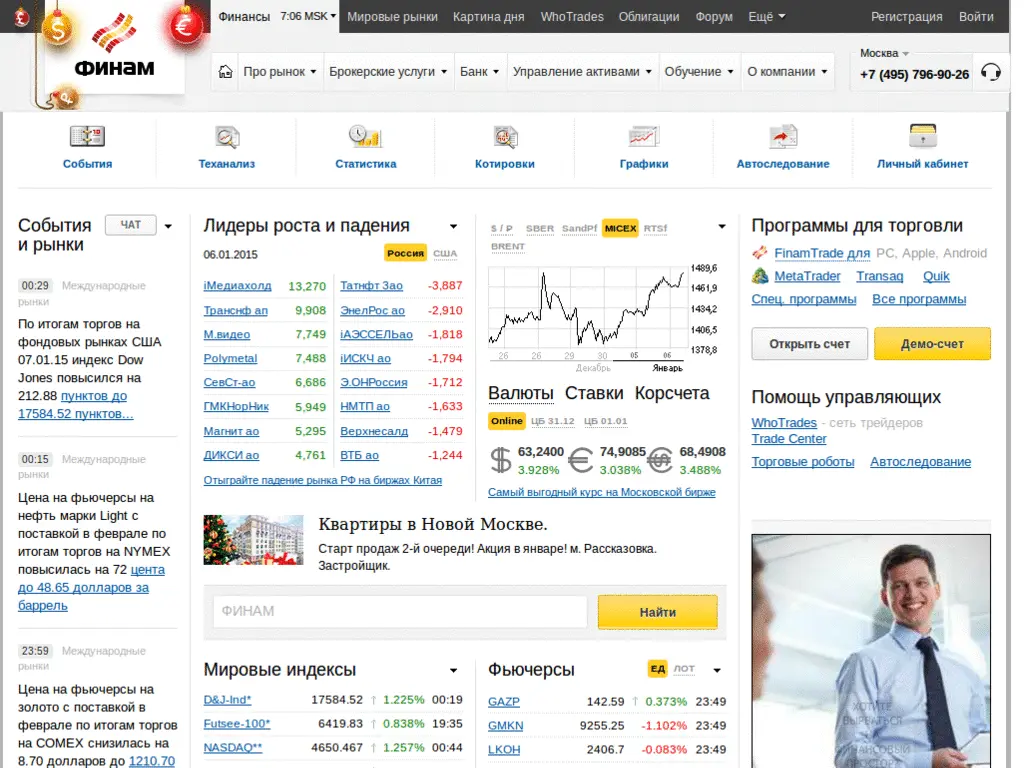 Финансы 7:06 MSK Мировые рынки Картина дня WhoTrades Облигации Форум Ещё Регистрация Войти
ФИНАМ
Про рынок Брокерские услуги Банк Управление активами Обучение О компании
Москва
+7 (495) 796-90-26
События Теханализ Статистика Котировки Графики Автоследование Личный кабинет
События
и рынки
ЧАТ
00:29 Международные
рынки
По итогам торгов на
фондовых рынках США
07.01.15 индекс Dow
Jones повысился на
212.88 пунктов до
17584.52 пунктов…
00:15 Международные
рынки
Цена на фьючерсы на
нефть марки Light с
поставкой в феврале по
итогам торгов на NYMEX
повысилась на 72 цента
до 48.65 долларов за
баррель
23:59 Международные
рынки
Цена на фьючерсы на
золото с поставкой в
феврале по итогам торгов
на COMEX снизилась на
8.70 долларов до 1210.70
Лидеры роста и падения
06.01.2015 Россия США
iМедиахолд 13,270 Татнфт 3ао -3,887
Транснф ап 9,908 ЭнелРос ао -2,910
М.видео 7,749 iАЭССЕЛЬао -1,818
Polymetal 7,488 iИСКЧ ао -1,794
СевСт-ао 6,686 Э.ОНРоссия -1,712
ГМКНорНик 5,949 НМТП ао -1,633
Магнит ао 5,295 Верхнесалд -1,479
ДИКСИ ао 4,761 ВТБ ао -1,244
Отыграйте падение рынка РФ на биржах Китая
$ / ₽ SBER SandPf MICEX RTSf
BRENT
1489,6
1461,9
1434,2
1406,5
1378,8
26 26 29 30 05 06
Декабрь Январь
Валюты Ставки Корсчета
Online ЦБ 31.12 ЦБ 01.01
$ 63,2400 € 74,9085 68,4908
3.928% 3.038% 3.488%
Самый выгодный курс на Московской бирже
Программы для торговли
FinamTrade для PC, Apple, Android
MetaTrader Transaq Quik
Спец. программы Все программы
Открыть счет Демо-счет
Помощь управляющих
WhoTrades - сеть трейдеров
Trade Center
Торговые роботы Автоследование
Квартиры в Новой Москве.
Старт продаж 2-й очереди! Акция в январе! м. Рассказовка.
Застройщик.
ФИНАМ Найти
Мировые индексы
D&J-Ind* 17584.52 ↑ 1.225% 00:19
Futsee-100* 6419.83 ↑ 0.838% 19:35
NASDAQ** 4650.467 ↑ 1.257% 00:44
Фьючерсы ЕД ЛОТ
GAZP 142.59 ↑ 0.373% 23:49
GMKN 9255.25 -1.102% 23:49
LKOH 2406.7 -0.083% 23:49
ХОТИТЕ
ВЫРВАТЬСЯ
ФИНАНСОВЫЙ
ПРОСТОР